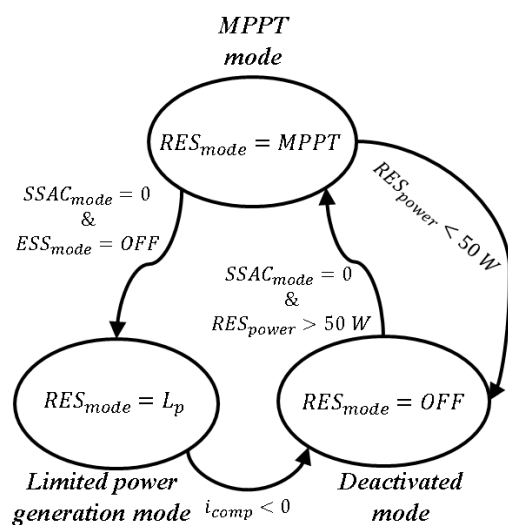 MPPT
mode
RES_mode = MPPT
RES_power < 50 W
SSAC_mode = 0
&
ESS_mode = OFF
SSAC_mode = 0
&
RES_power > 50 W
RES_mode = L_p
RES_mode = OFF
Limited power
generation mode
i_comp < 0
Deactivated
mode